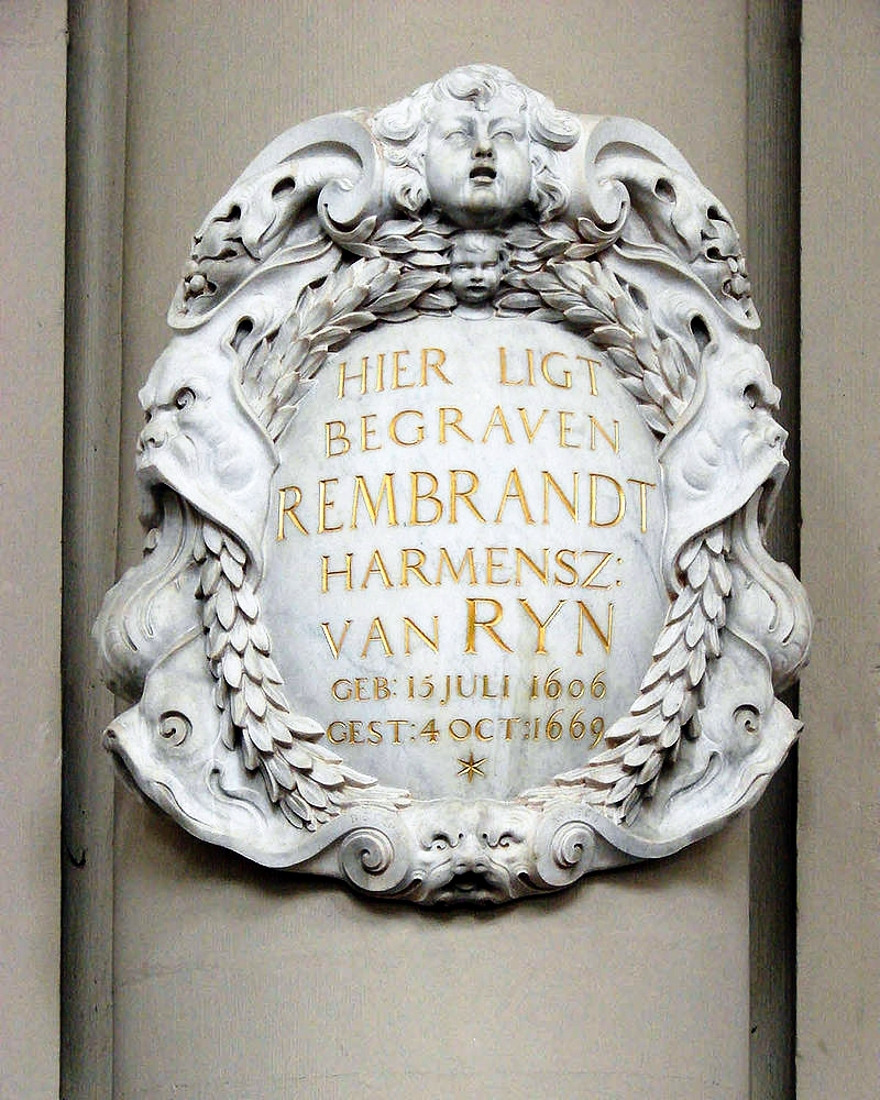 HIER LIGT
BEGRAVEN
REMBRANDT
HARMENSZ:
VAN RYN
GEB: 15 JULI 1606
GEST: 4 OCT: 1669